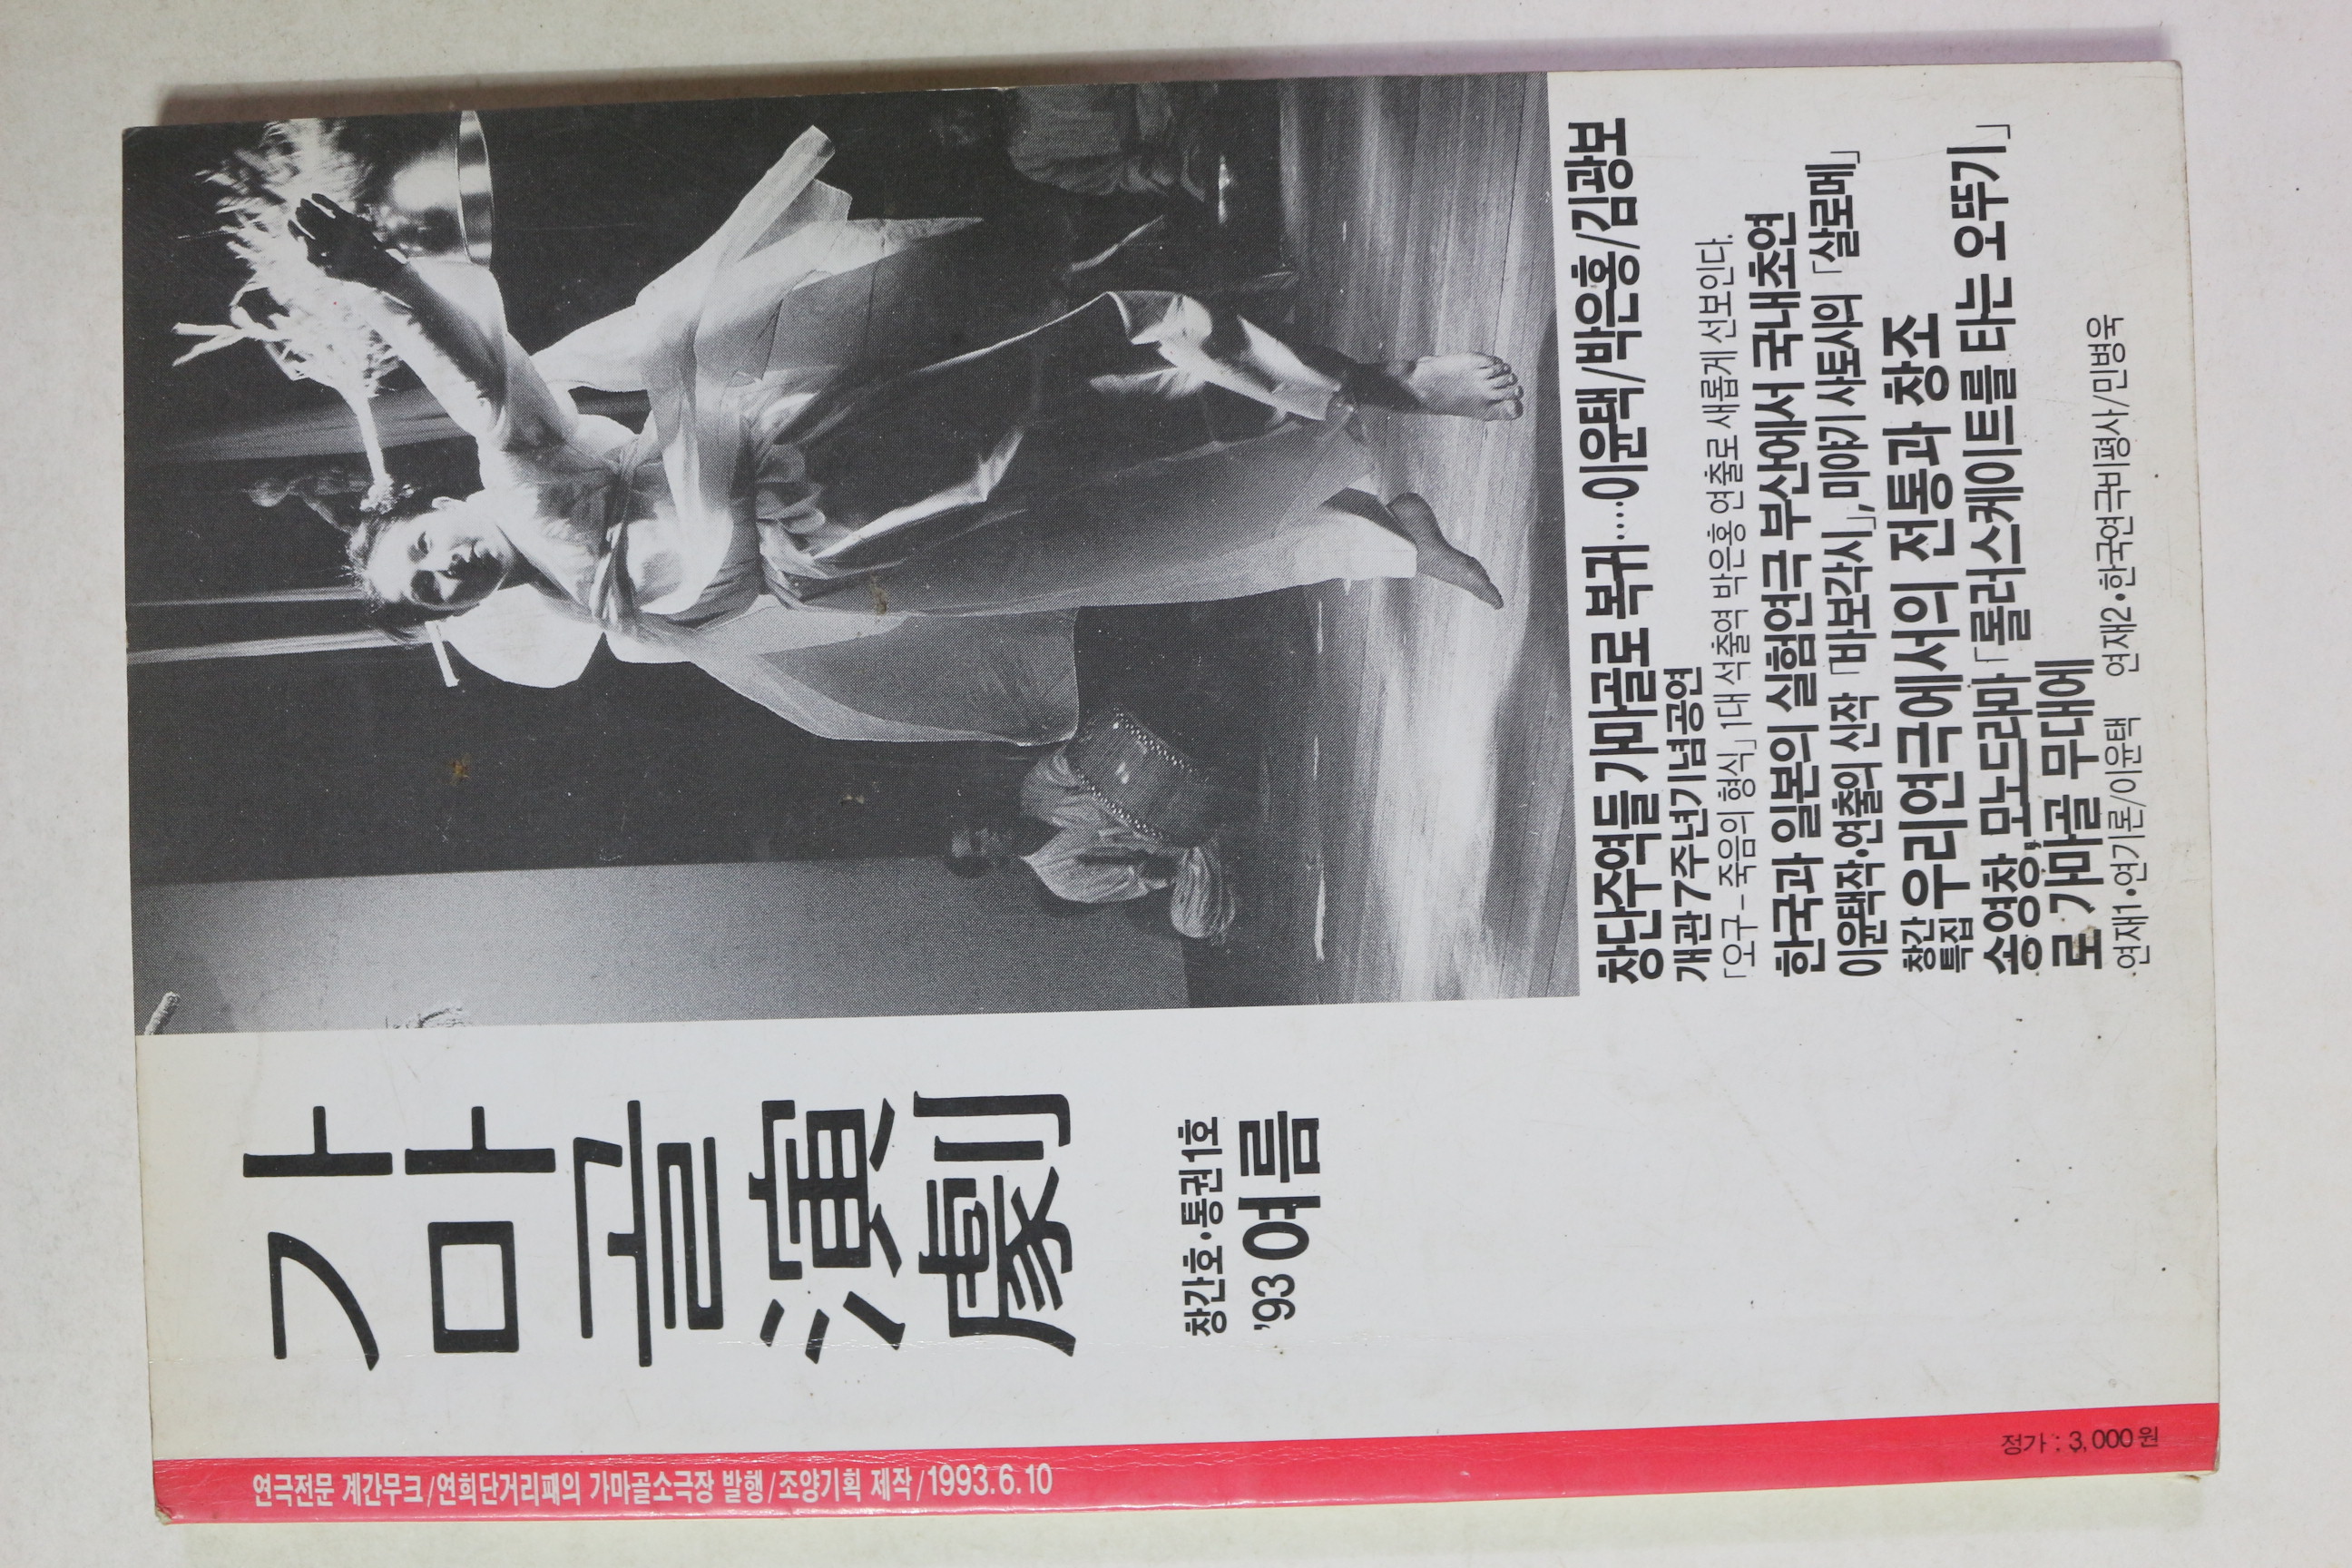 가마골演劇
창간호·통권1호
'93 여름
창단주역들 가마골로 복귀····이윤택/박은홍/김광보
개관 7주년기념공연
「오구 – 죽음의 형식」 1대 석출역 박은홍 연출로 새롭게 선보인다.
한국과 일본의 실험연극 부산에서 국내초연
이윤택작·연출의 신작 「바보각시」, 미야기 사토시의 「살로메」
창간특집 우리연극에서의 전통과 창조
송영창, 모노드라마 「롤러스케이트를 타는 오뚜기」
로 가마골 무대에
연재1·연기론/이윤택 연재2·한국연극비평사/민병욱
연극전문 계간무크/연희단거리패의 가마골소극장 발행/조양기획 제작/1993.6.10
정가 : 3,000원